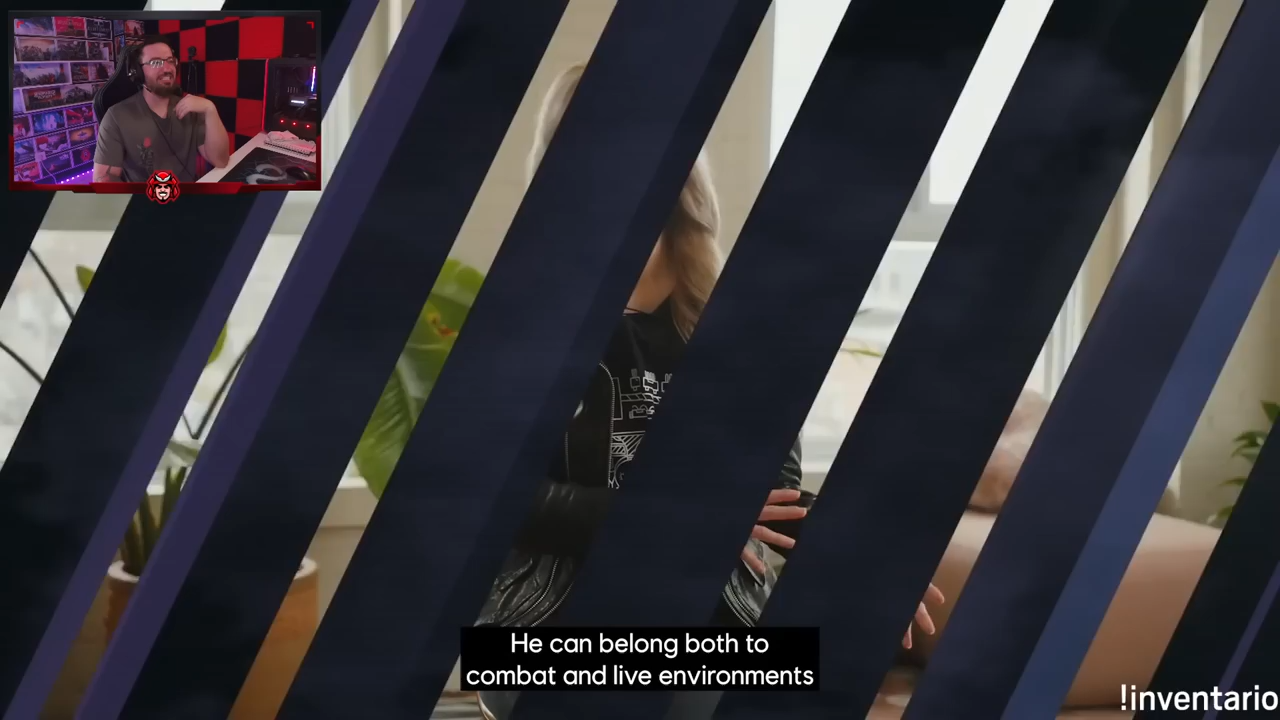 He can belong both to
combat and live environments
!inventario